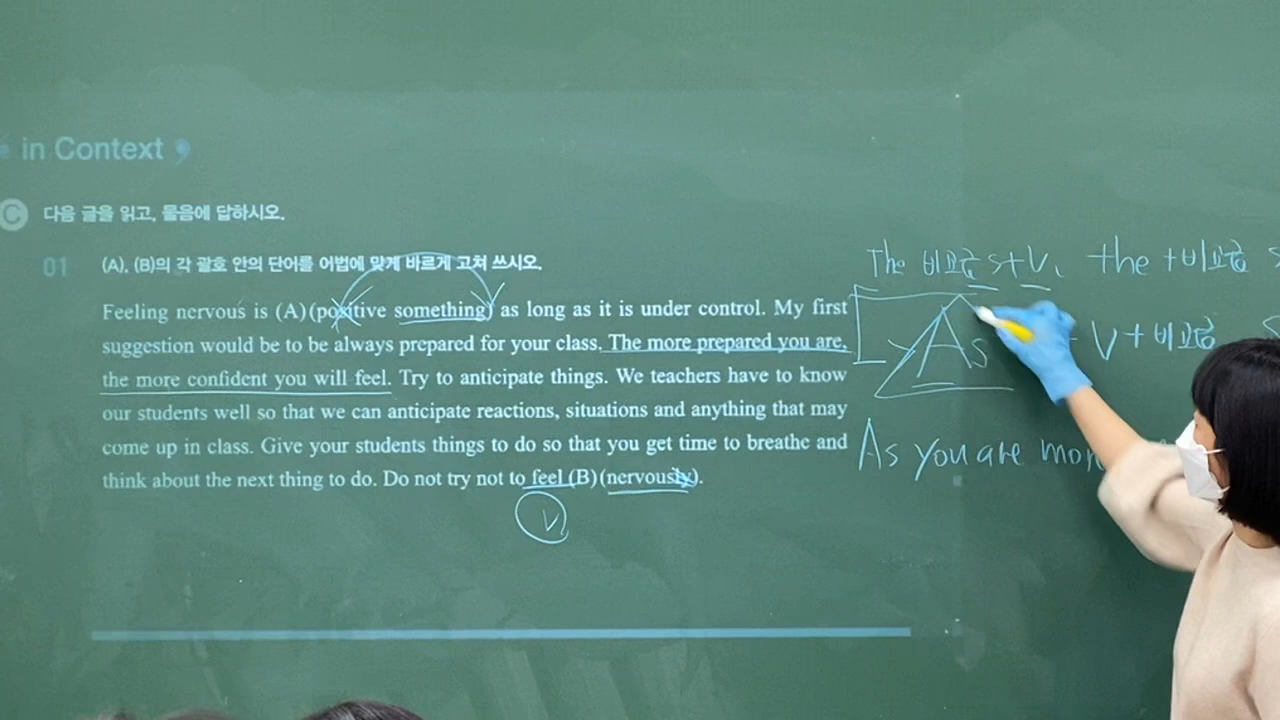 in Context
C 다음 글을 읽고, 물음에 답하시오.
01 (A), (B)의 각 괄호 안의 단어를 어법에 맞게 바르게 고쳐 쓰시오.
Feeling nervous is (A)(positive something) as long as it is under control. My first
suggestion would be to be always prepared for your class. The more prepared you are,
the more confident you will feel. Try to anticipate things. We teachers have to know
our students well so that we can anticipate reactions, situations and anything that may
come up in class. Give your students things to do so that you get time to breathe and
think about the next thing to do. Do not try not to feel (B)(nervously).
V
The 비교급 S+V, the +비교급 S
As V+비교급 S
As you are more